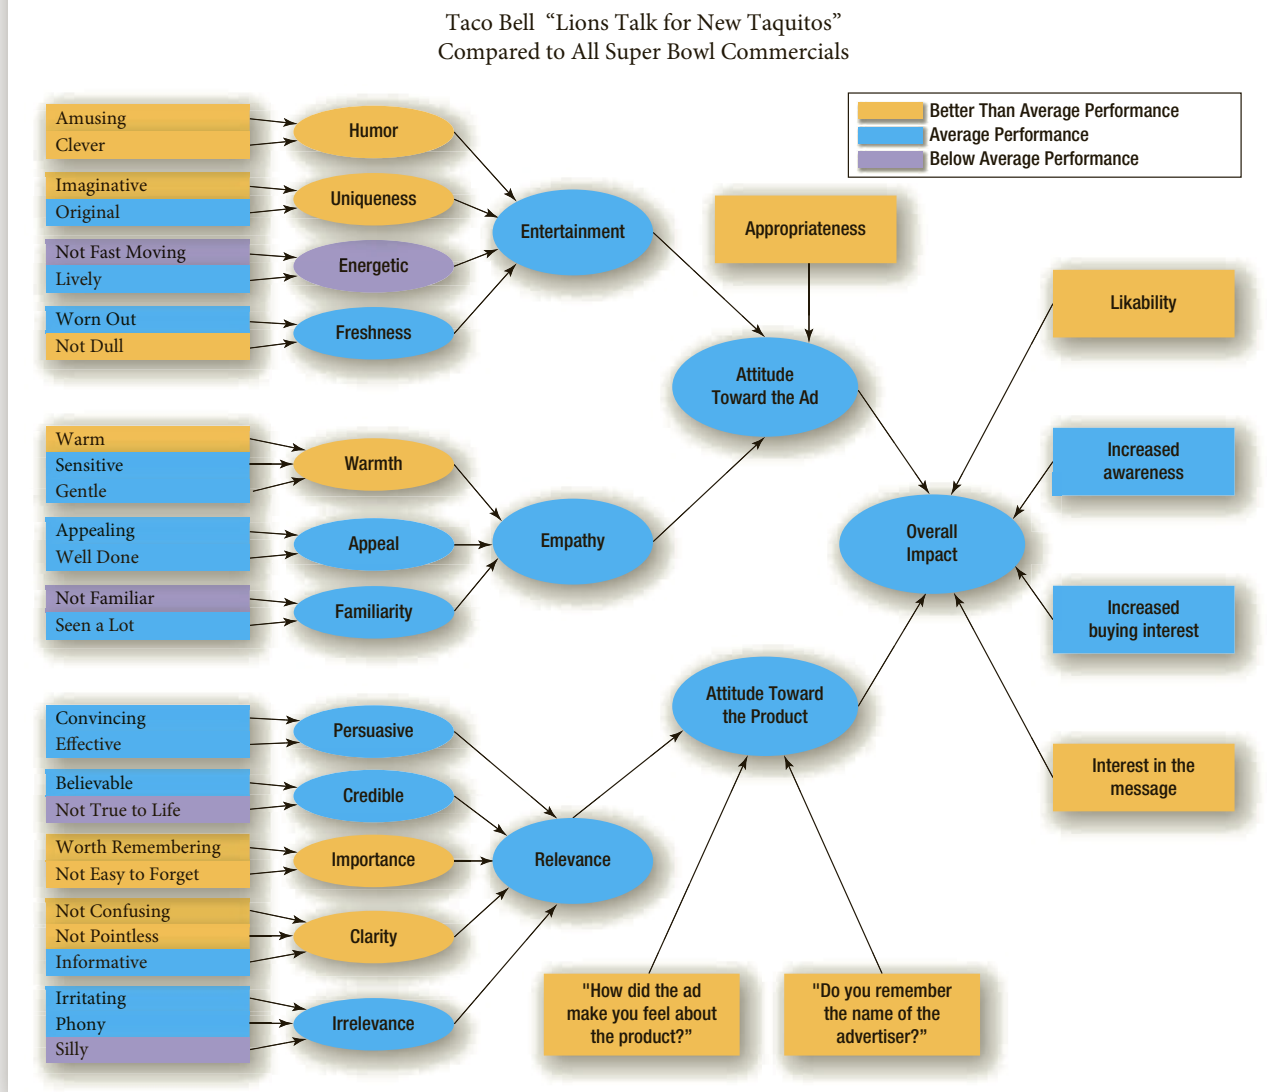 Taco Bell “Lions Talk for New Taquitos”
Compared to All Super Bowl Commercials
Better Than Average Performance
Average Performance
Below Average Performance
Amusing
Clever
Humor
Imaginative
Original
Uniqueness
Not Fast Moving
Lively
Energetic
Worn Out
Not Dull
Freshness
Entertainment
Appropriateness
Attitude
Toward the Ad
Likability
Warm
Sensitive
Gentle
Warmth
Appealing
Well Done
Appeal
Not Familiar
Seen a Lot
Familiarity
Empathy
Increased
awareness
Overall
Impact
Increased
buying interest
Convincing
Effective
Persuasive
Believable
Not True to Life
Credible
Worth Remembering
Not Easy to Forget
Importance
Not Confusing
Not Pointless
Informative
Clarity
Irritating
Phony
Silly
Irrelevance
Relevance
Attitude Toward
the Product
Interest in the
message
"How did the ad
make you feel about
the product?”
"Do you remember
the name of the
advertiser?”